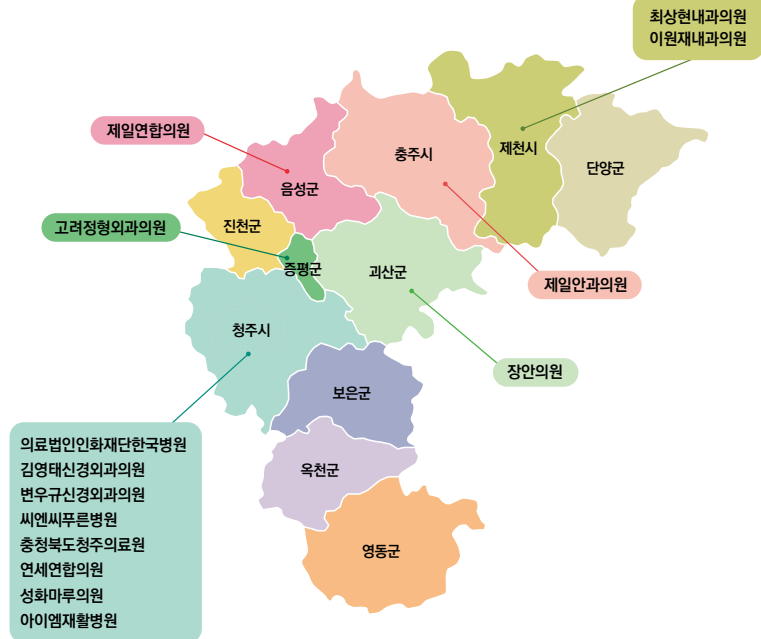 최상현내과의원
이원재내과의원
제일연합의원
충주시
제천시
단양군
음성군
진천군
고려정형외과의원
증평군
괴산군
제일안과의원
청주시
장안의원
보은군
의료법인인화재단한국병원
김영태신경외과의원
변우규신경외과의원
씨엔씨푸른병원
충청북도청주의료원
연세연합의원
성화마루의원
아이엠재활병원
옥천군
영동군